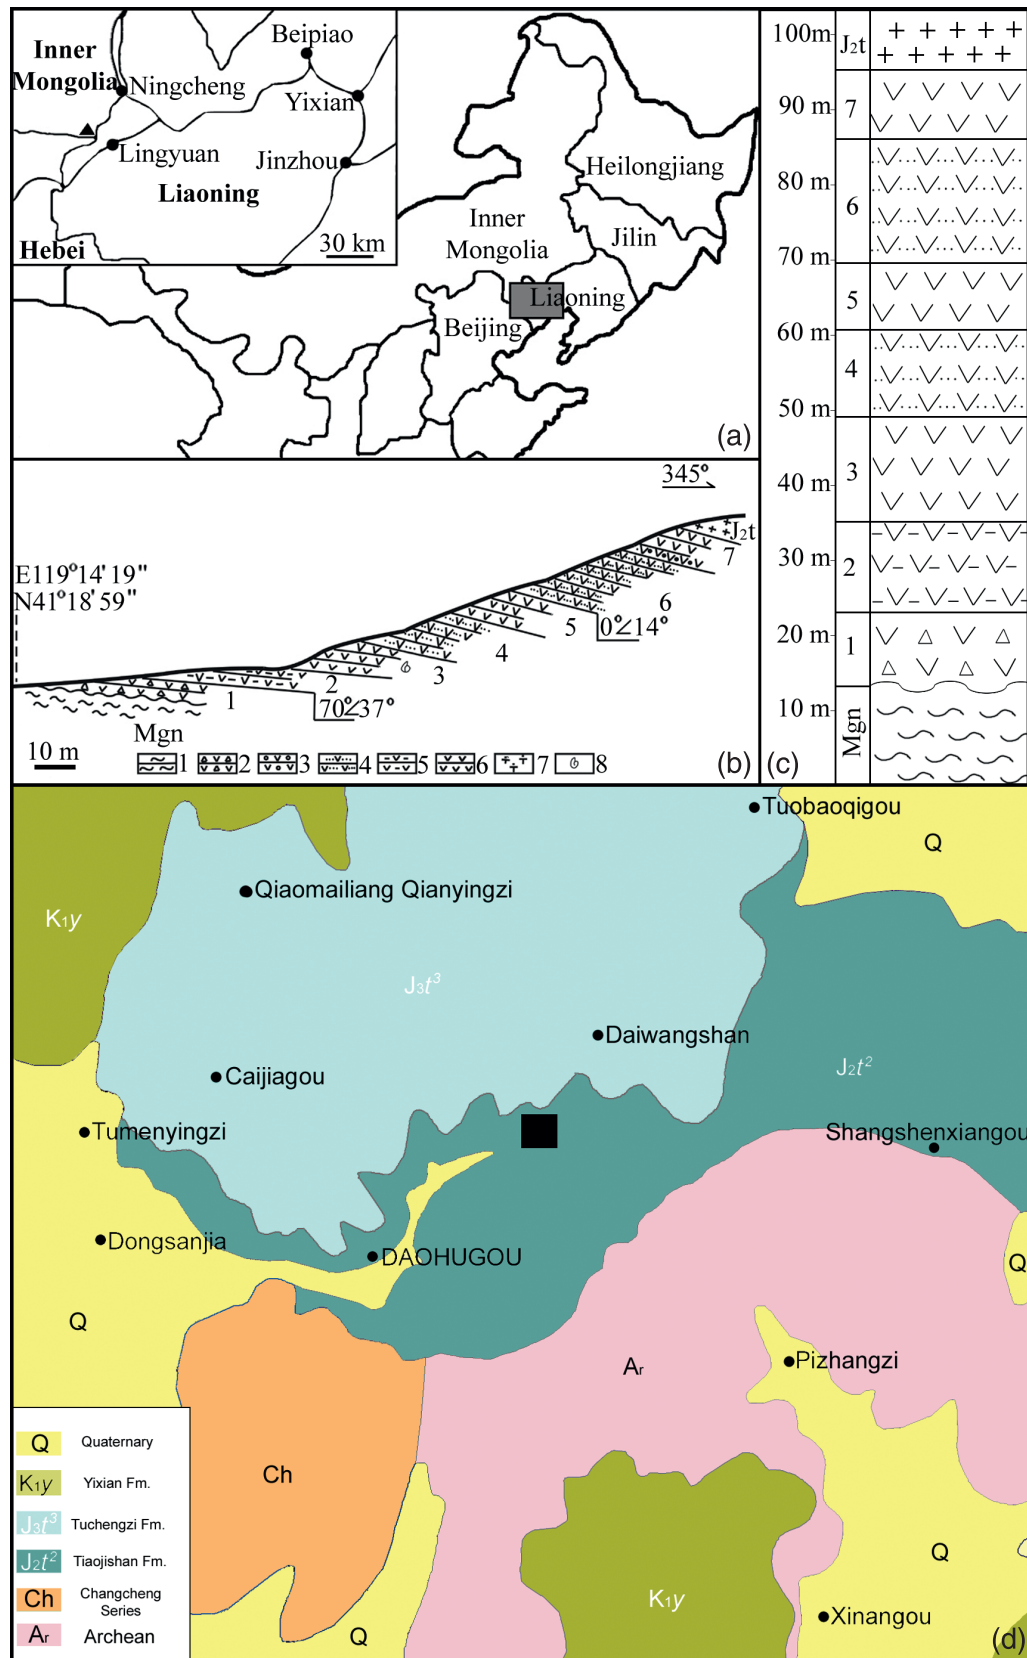 Inner
Mongolia
Beipiao
Ningcheng
Yixian
Lingyuan
Jinzhou
Liaoning
Hebei
30 km
Heilongjiang
Inner
Mongolia
Jilin
Liaoning
Beijing
(a)
345°
J₂t
7
E119°14'19"
N41°18'59"
6
5
0°∠14°
4
3
2
1
70°∠37°
Mgn
10 m
1
2
3
4
5
6
7
8
(b)
100m
J₂t
90 m
7
80 m
6
70 m
5
60 m
4
50 m
3
40 m
30 m
2
20 m
1
10 m
Mgn
(c)
Tuobaoqigou
Q
Qiaomailiang Qianyingzi
K₁y
J₃t³
Daiwangshan
J₂t²
Caijiagou
Tumenyingzi
Shangshenxiangou
Dongsanjia
DAOHUGOU
Q
Q
Pizhangzi
Ar
Ch
Q
K₁y
Xinangou
Q
(d)
Q Quaternary
K₁y Yixian Fm.
J₃t³ Tuchengzi Fm.
J₂t² Tiaojishan Fm.
Ch Changcheng
Series
Ar Archean